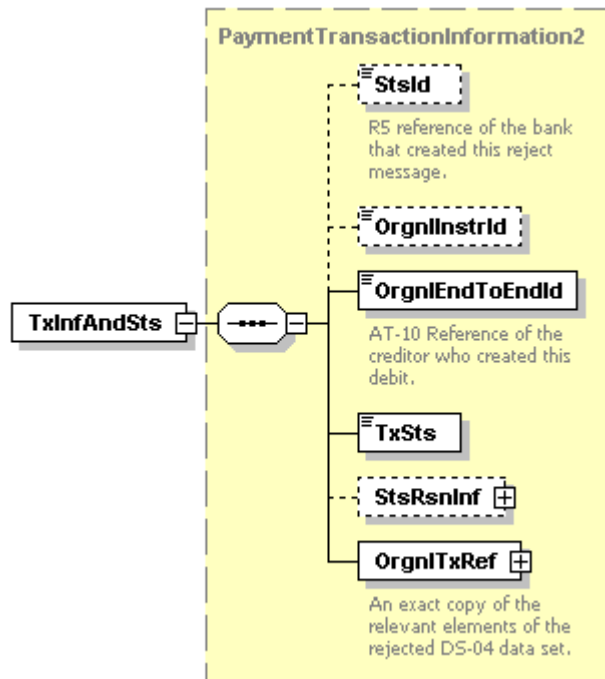 PaymentTransactionInformation2
StsId
R5 reference of the bank
that created this reject
message.
OrgnlInstrId
OrgnlEndToEndId
AT-10 Reference of the
creditor who created this
debit.
TxInfAndSts
TxSts
StsRsnInf
OrgnlTxRef
An exact copy of the
relevant elements of the
rejected DS-04 data set.